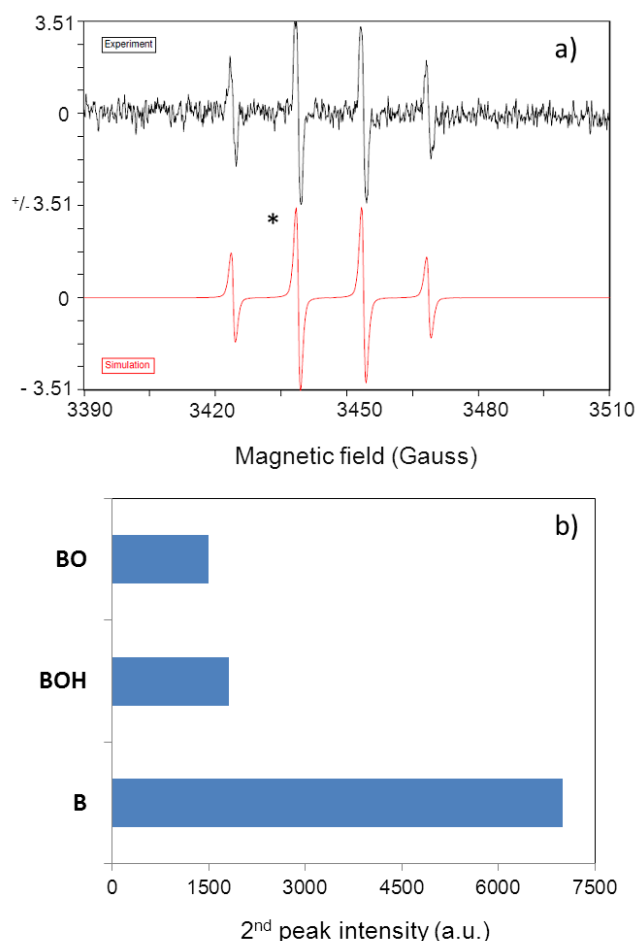 3.51
a)
Experiment
0
+/- 3.51
*
0
Simulation
- 3.51
3390 3420 3450 3480 3510
Magnetic field (Gauss)
b)
BO
BOH
B
0 1500 3000 4500 6000 7500
2nd peak intensity (a.u.)